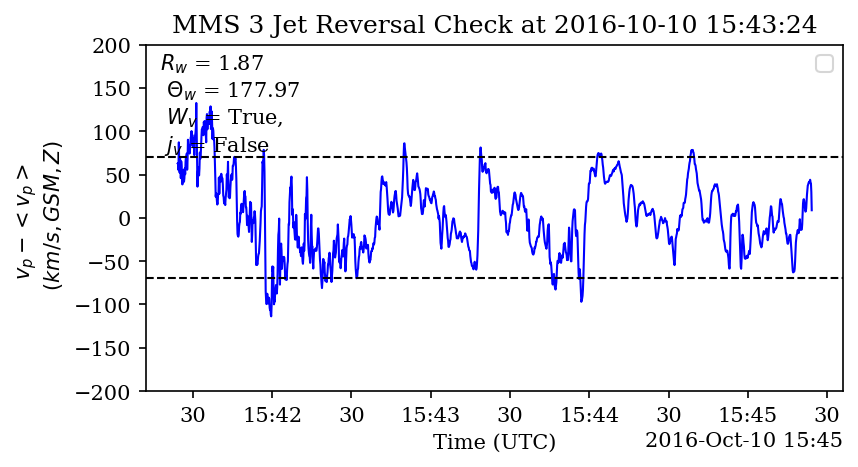 MMS 3 Jet Reversal Check at 2016-10-10 15:43:24
R_w = 1.87
Θ_w = 177.97
W_v = True,
j_v = False
200
150
100
50
0
−50
−100
−150
−200
v_p − < v_p >
(km/s, GSM, Z)
30 15:42 30 15:43 30 15:44 30 15:45 30
Time (UTC)
2016-Oct-10 15:45